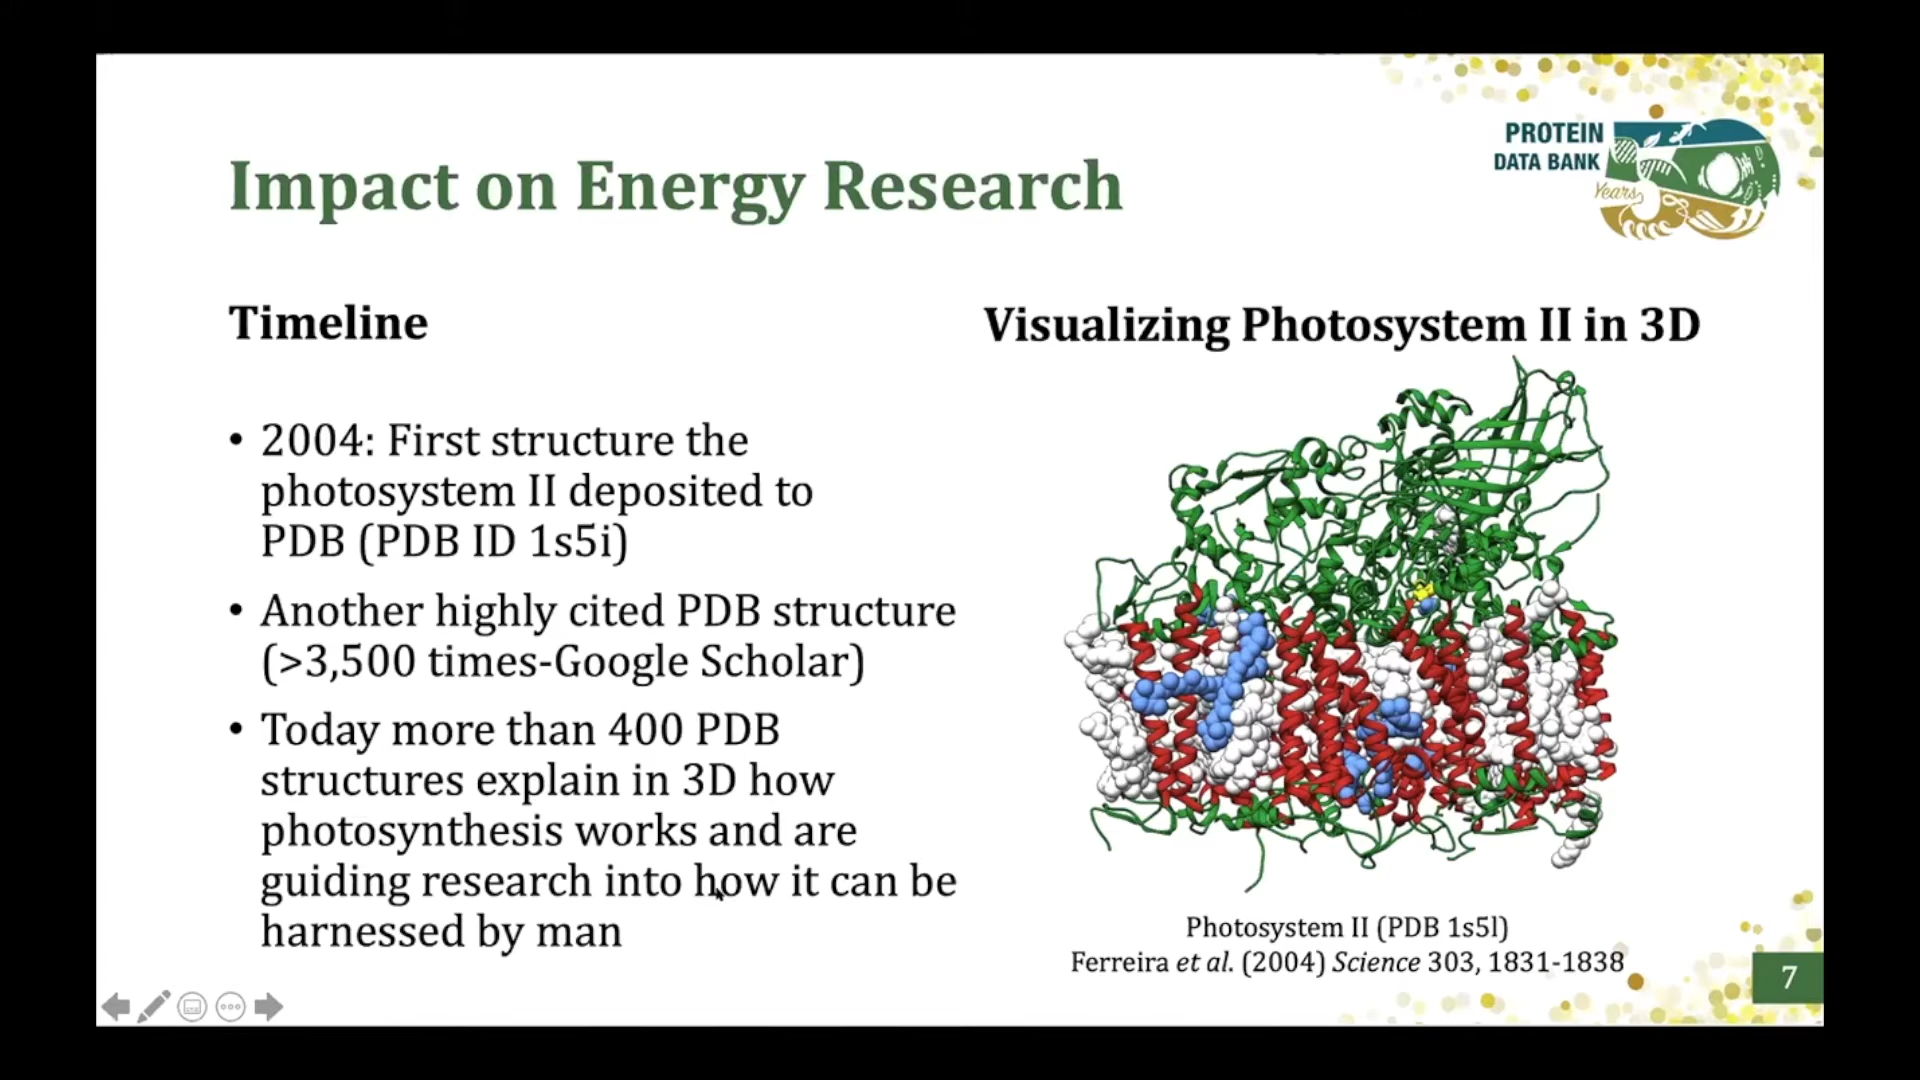 PROTEIN
DATA BANK
Years
Impact on Energy Research
Timeline
• 2004: First structure the
photosystem II deposited to
PDB (PDB ID 1s5i)
• Another highly cited PDB structure
(>3,500 times-Google Scholar)
• Today more than 400 PDB
structures explain in 3D how
photosynthesis works and are
guiding research into how it can be
harnessed by man
Visualizing Photosystem II in 3D
Photosystem II (PDB 1s5l)
Ferreira et al. (2004) Science 303, 1831-1838
7